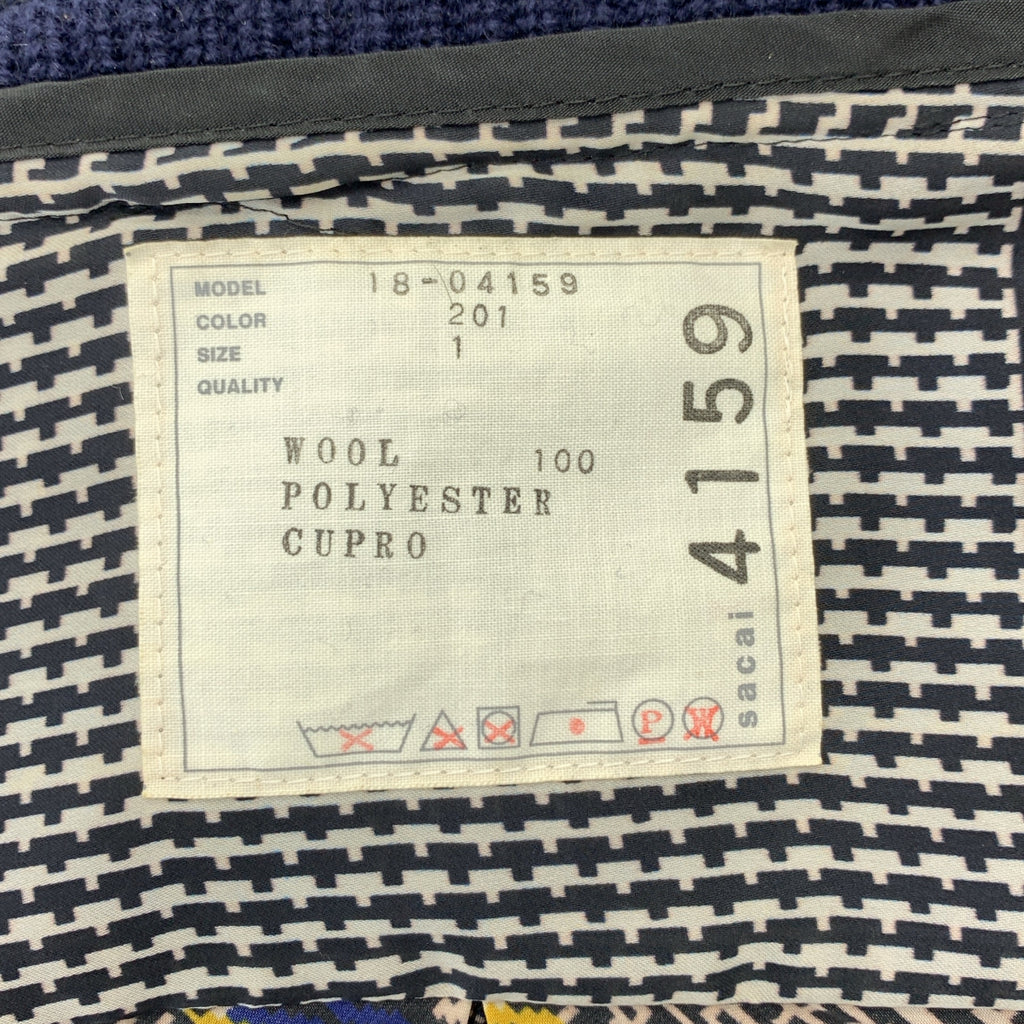 MODEL 18-04159
COLOR 201
SIZE 1
QUALITY
WOOL 100
POLYESTER
CUPRO
sacai 4159
P W